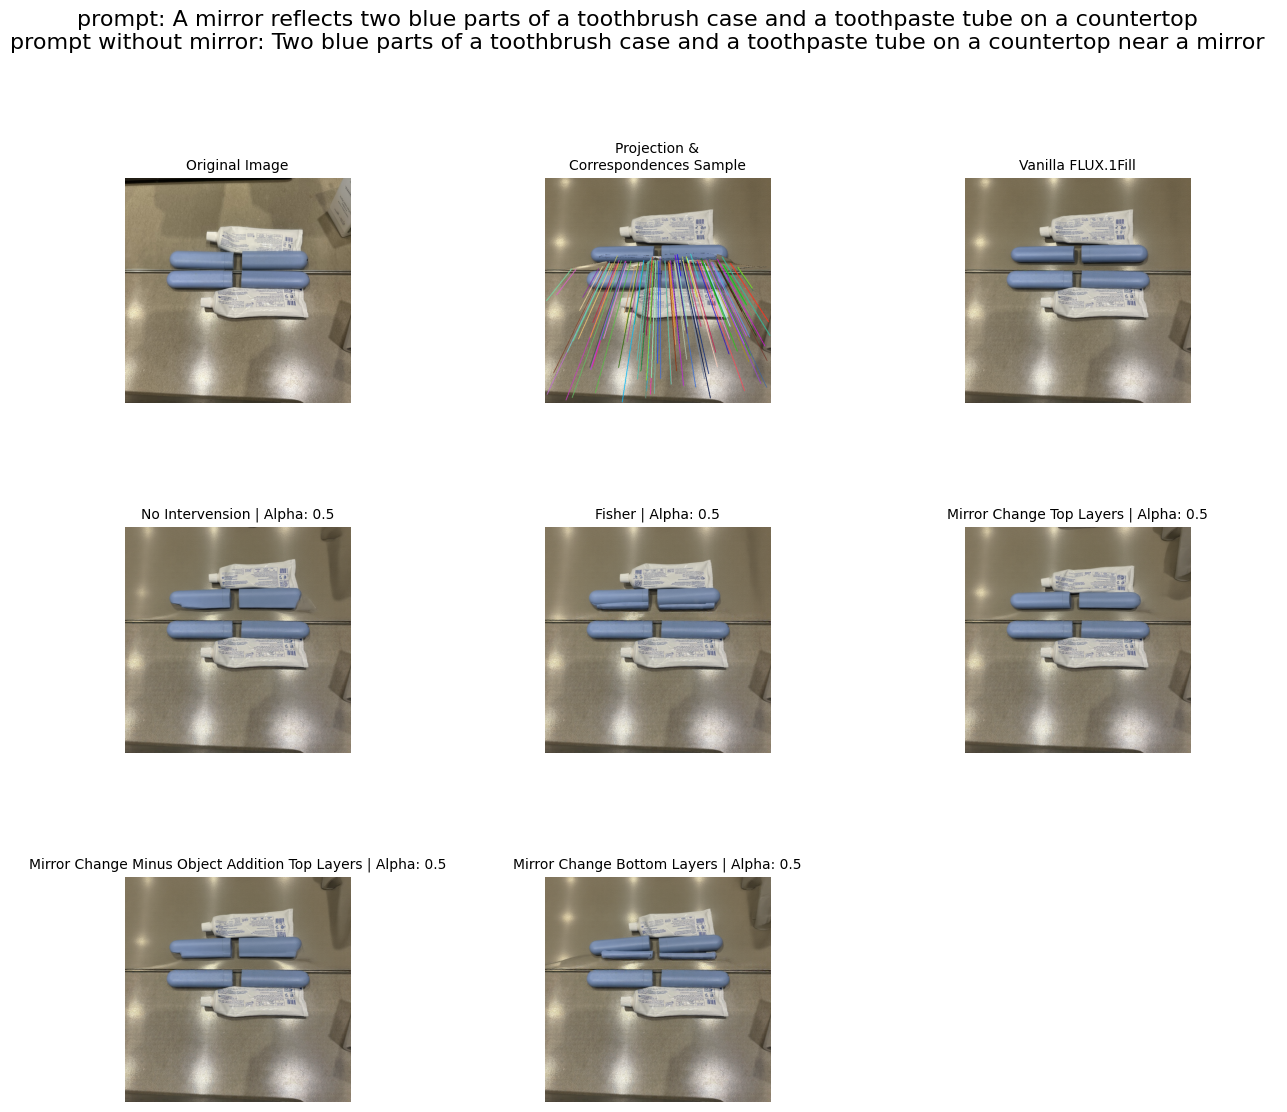 prompt: A mirror reflects two blue parts of a toothbrush case and a toothpaste tube on a countertop
prompt without mirror: Two blue parts of a toothbrush case and a toothpaste tube on a countertop near a mirror
Original Image
Projection &
Correspondences Sample
Vanilla FLUX.1Fill
No Intervension | Alpha: 0.5
Fisher | Alpha: 0.5
Mirror Change Top Layers | Alpha: 0.5
Mirror Change Minus Object Addition Top Layers | Alpha: 0.5
Mirror Change Bottom Layers | Alpha: 0.5